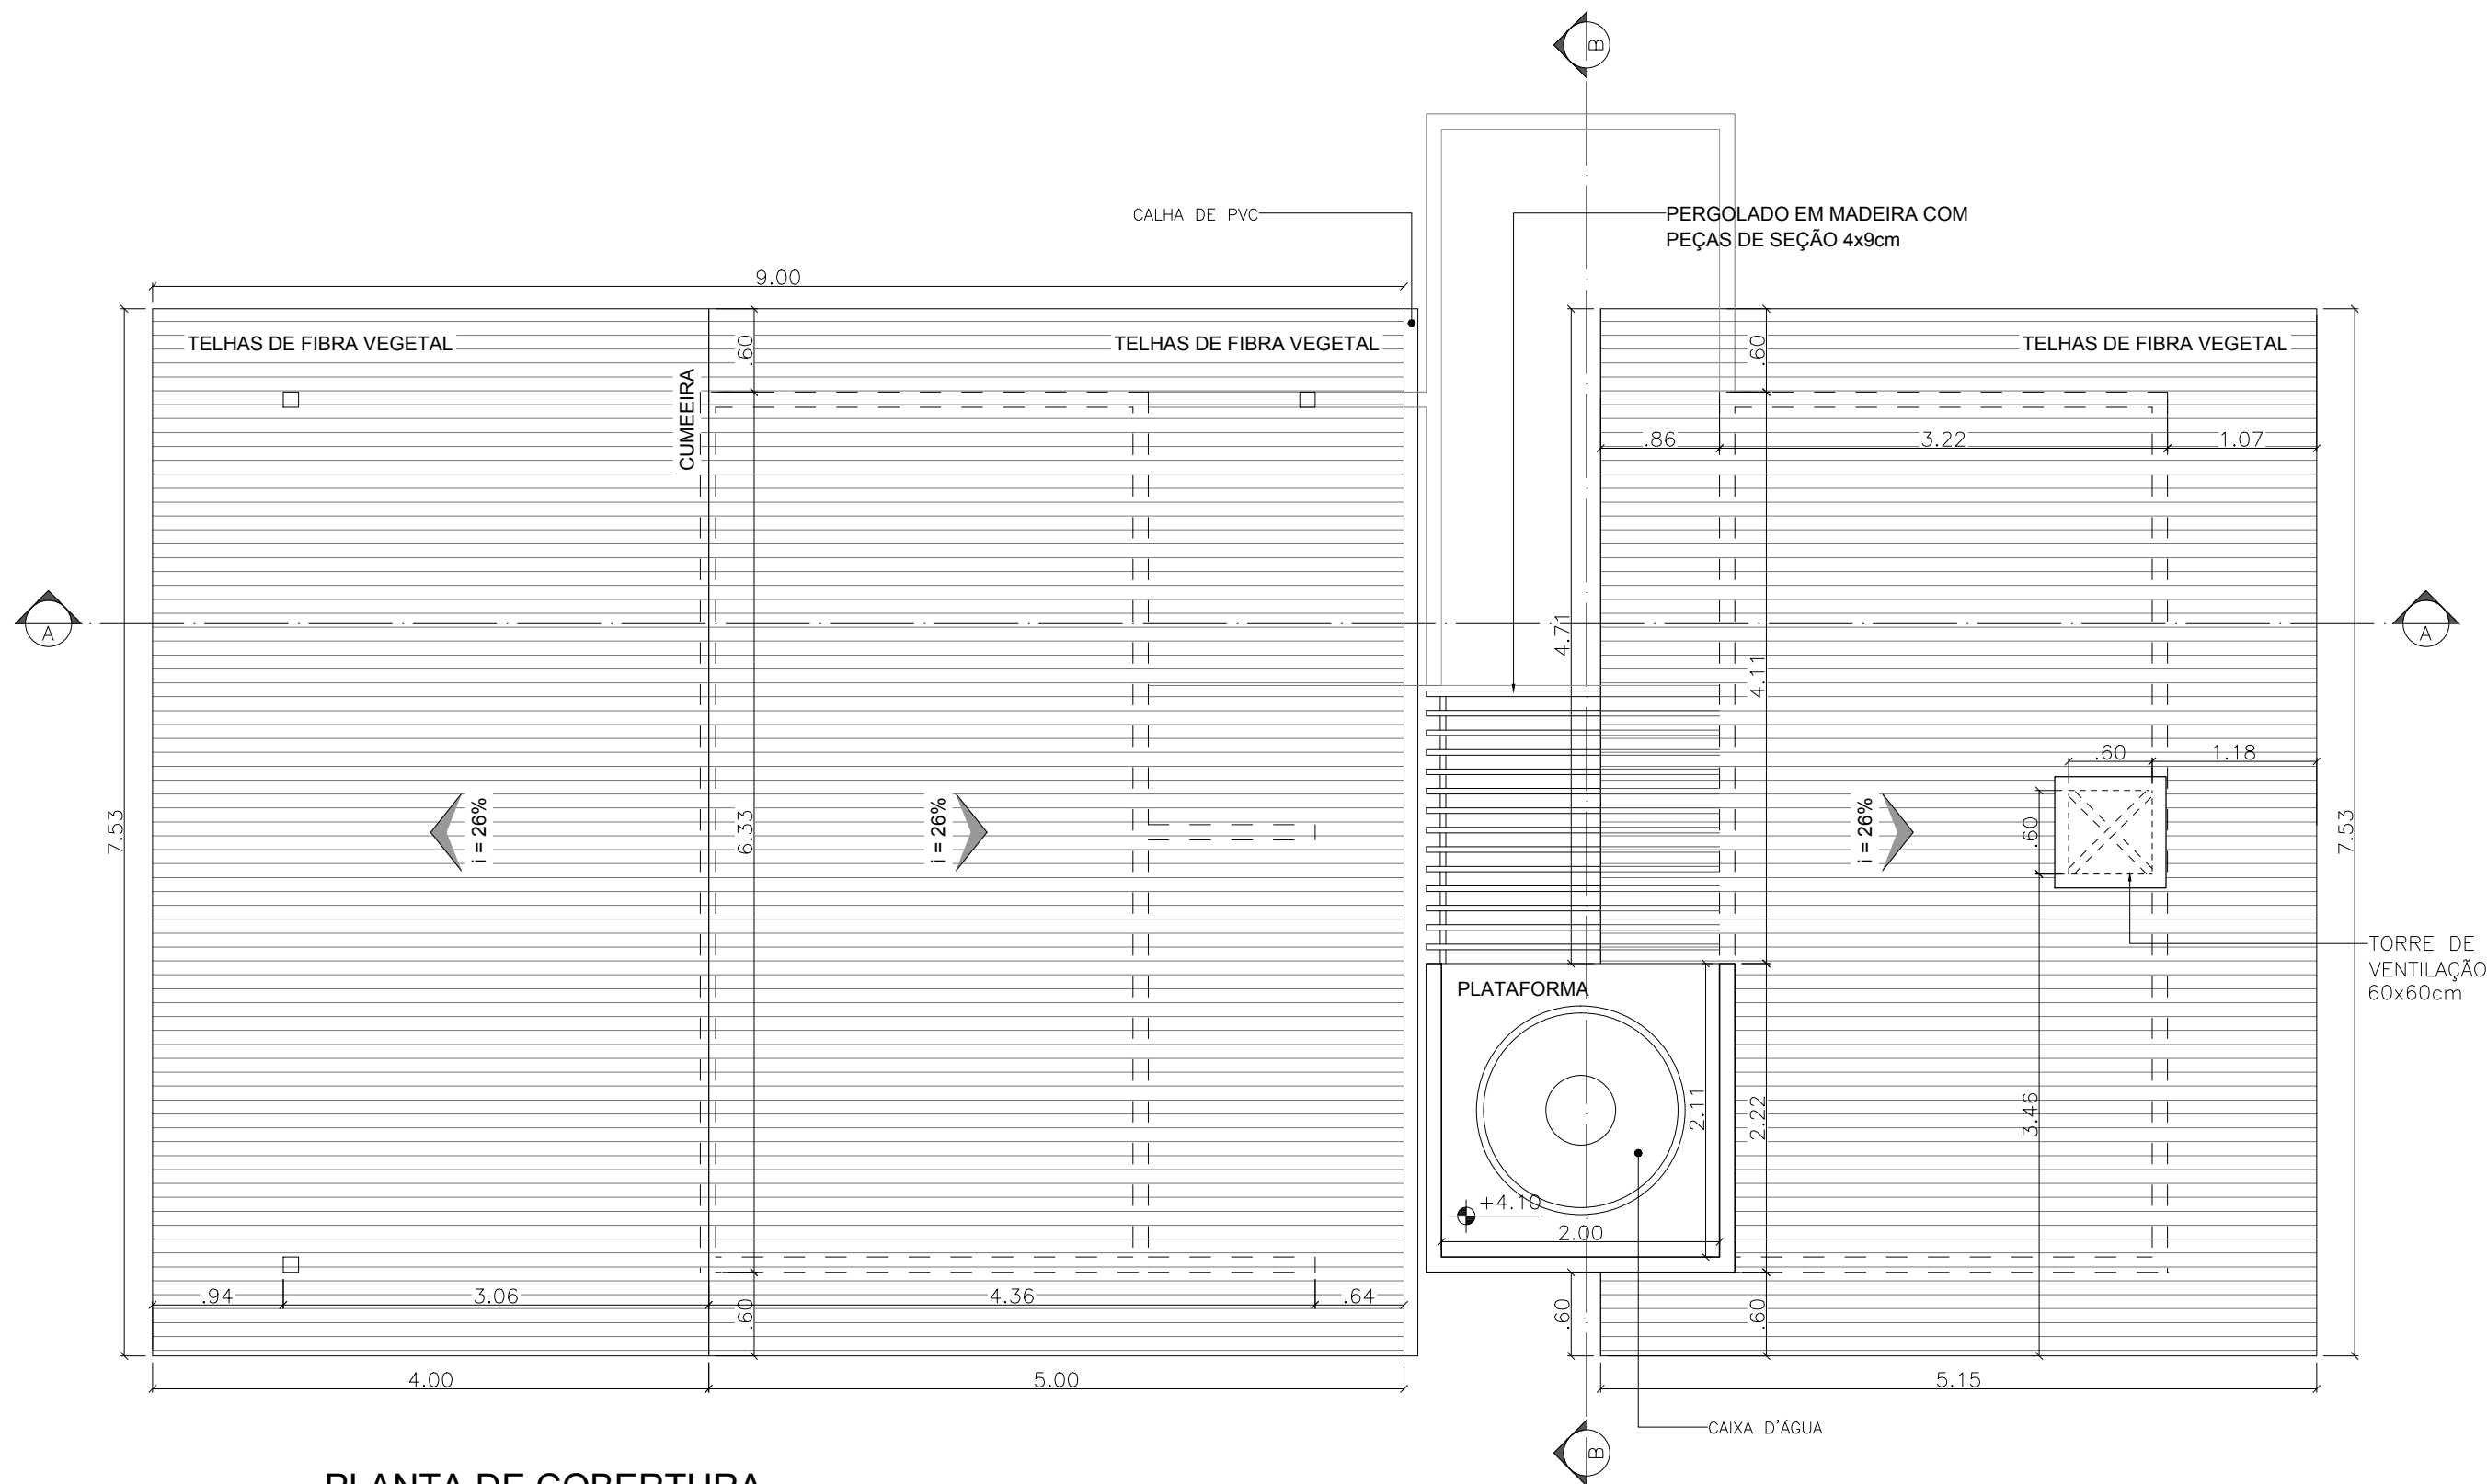 B
CALHA DE PVC
PERGOLADO EM MADEIRA COM
PEÇAS DE SEÇÃO 4x9cm
9.00
TELHAS DE FIBRA VEGETAL
TELHAS DE FIBRA VEGETAL
TELHAS DE FIBRA VEGETAL
.60
.60
CUMEEIRA
.86
3.22
1.07
A
A
4.71
4.11
.60
1.18
7.53
i = 26%
6.33
i = 26%
i = 26%
.60
7.53
TORRE DE
VENTILAÇÃO
60x60cm
PLATAFORMA
2.11
2.22
3.46
+4.10
2.00
.94
3.06
.60
4.36
.64
.60
.60
4.00
5.00
5.15
CAIXA D'ÁGUA
B
PLANTA DE COBERTURA